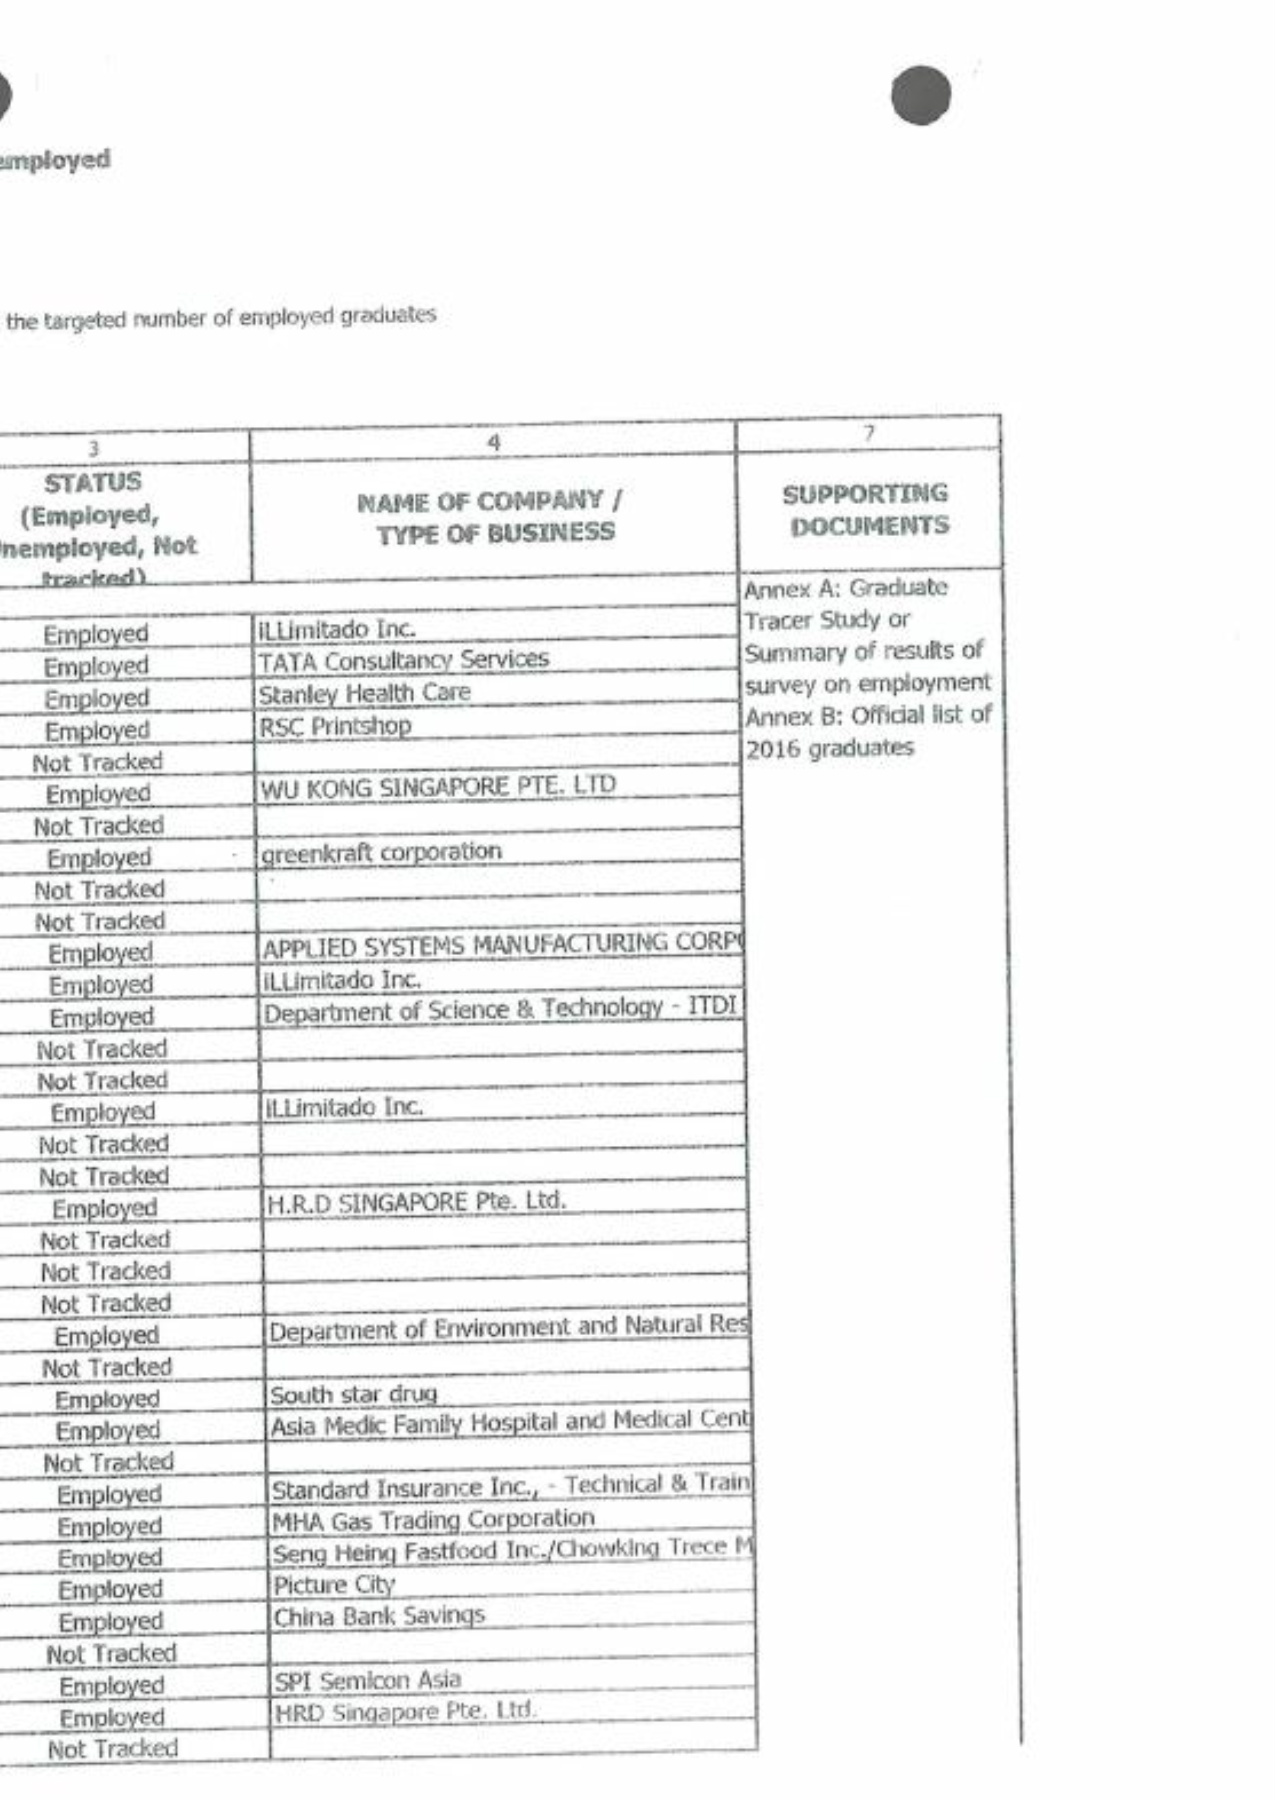 employed
the targeted number of employed graduates
3 4 7
STATUS
(Employed,
nemployed, Not
tracked)
NAME OF COMPANY /
TYPE OF BUSINESS
SUPPORTING
DOCUMENTS
Annex A: Graduate
Tracer Study or
Summary of results of
survey on employment
Annex B: Official list of
2016 graduates
Employed iLLimitado Inc.
Employed TATA Consultancy Services
Employed Stanley Health Care
Employed RSC Printshop
Not Tracked
Employed WU KONG SINGAPORE PTE. LTD
Not Tracked
Employed greenkraft corporation
Not Tracked
Not Tracked
Employed APPLIED SYSTEMS MANUFACTURING CORPO
Employed iLLimitado Inc.
Employed Department of Science & Technology - ITDI
Not Tracked
Not Tracked
Employed iLLimitado Inc.
Not Tracked
Not Tracked
Employed H.R.D SINGAPORE Pte. Ltd.
Not Tracked
Not Tracked
Not Tracked
Employed Department of Environment and Natural Res
Not Tracked
Employed South star drug
Employed Asia Medic Family Hospital and Medical Cent
Not Tracked
Employed Standard Insurance Inc., - Technical & Train
Employed MHA Gas Trading Corporation
Employed Seng Heing Fastfood Inc./Chowking Trece M
Employed Picture City
Employed China Bank Savings
Not Tracked
Employed SPI Semicon Asia
Employed HRD Singapore Pte. Ltd.
Not Tracked